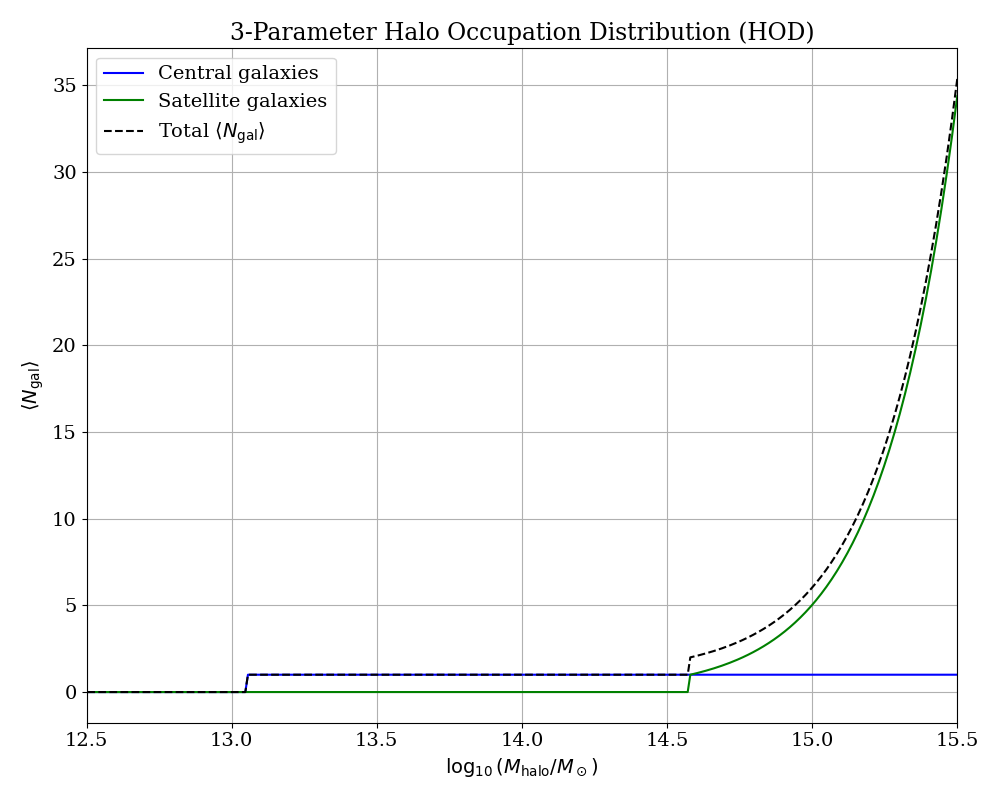 3-Parameter Halo Occupation Distribution (HOD)
Central galaxies
Satellite galaxies
Total ⟨N_gal⟩
35
30
25
20
15
10
5
0
⟨N_gal⟩
12.5 13.0 13.5 14.0 14.5 15.0 15.5
log₁₀(M_halo/M_⊙)